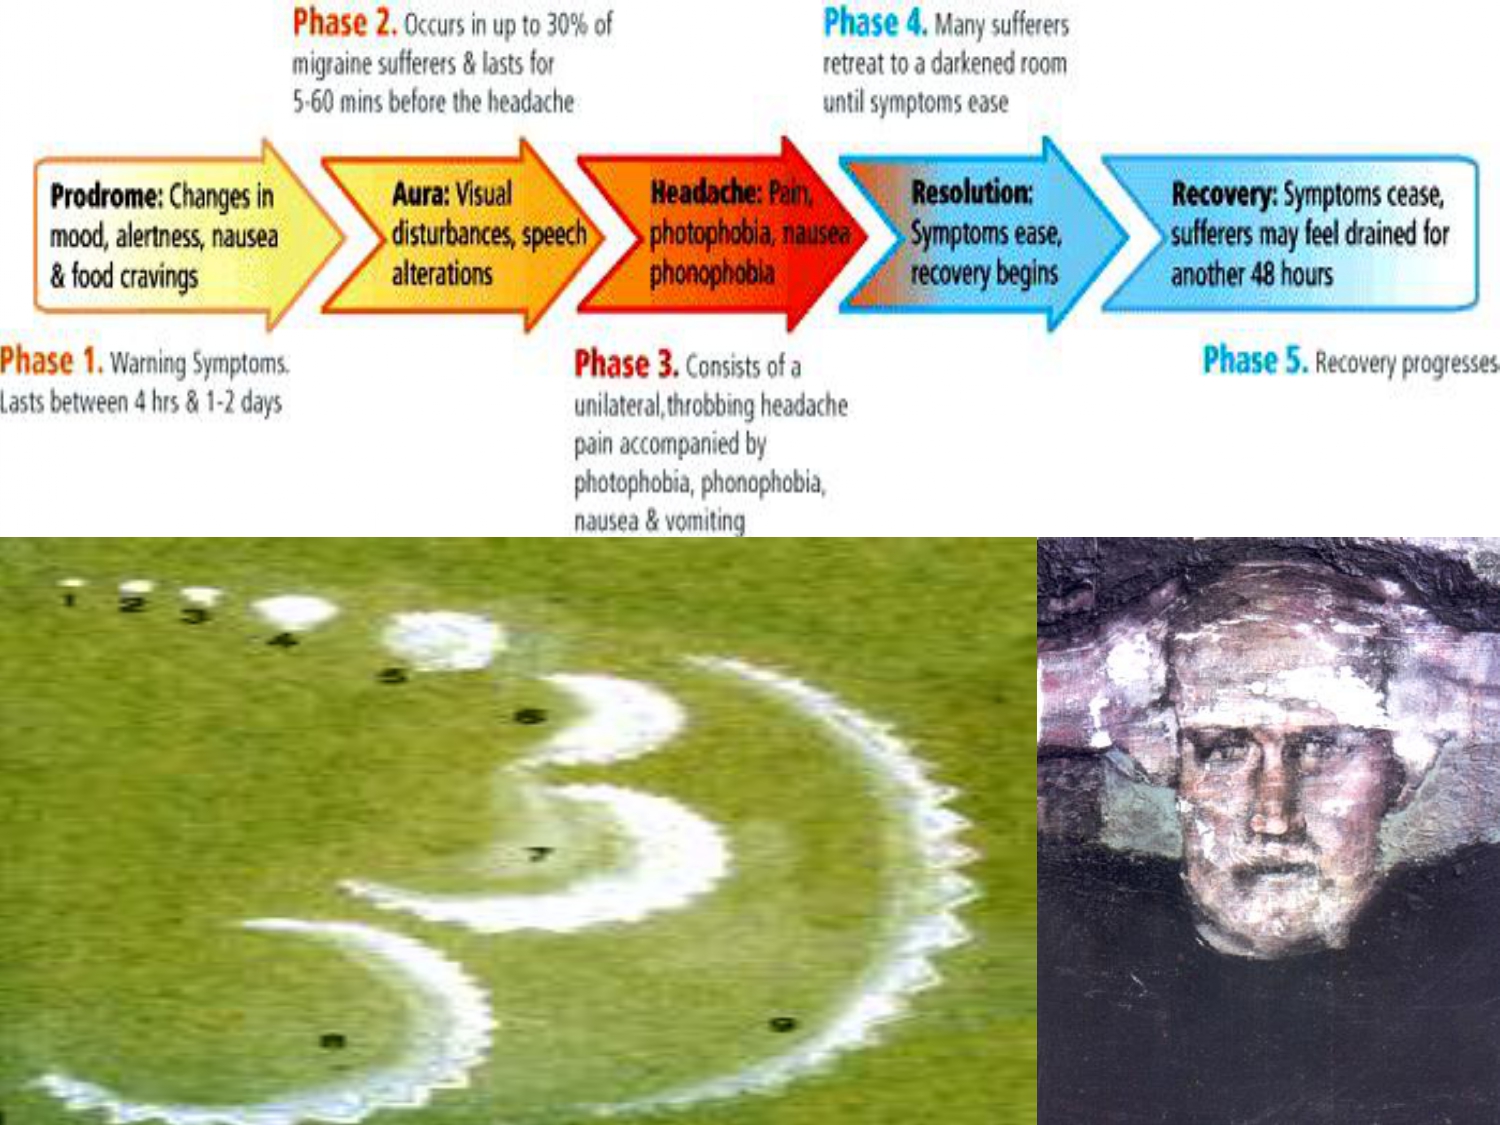 Phase 2. Occurs in up to 30% of
migraine sufferers & lasts for
5-60 mins before the headache
Phase 4. Many sufferers
retreat to a darkened room
until symptoms ease
Prodrome: Changes in
mood, alertness, nausea
& food cravings
Aura: Visual
disturbances, speech
alterations
Headache: Pain,
photophobia, nausea
phonophobia
Resolution:
Symptoms ease,
recovery begins
Recovery: Symptoms cease,
sufferers may feel drained for
another 48 hours
Phase 1. Warning Symptoms.
Lasts between 4 hrs & 1-2 days
Phase 3. Consists of a
unilateral,throbbing headache
pain accompanied by
photophobia, phonophobia,
nausea & vomiting
Phase 5. Recovery progresses
1
2
3
4
5
6
7
8
9